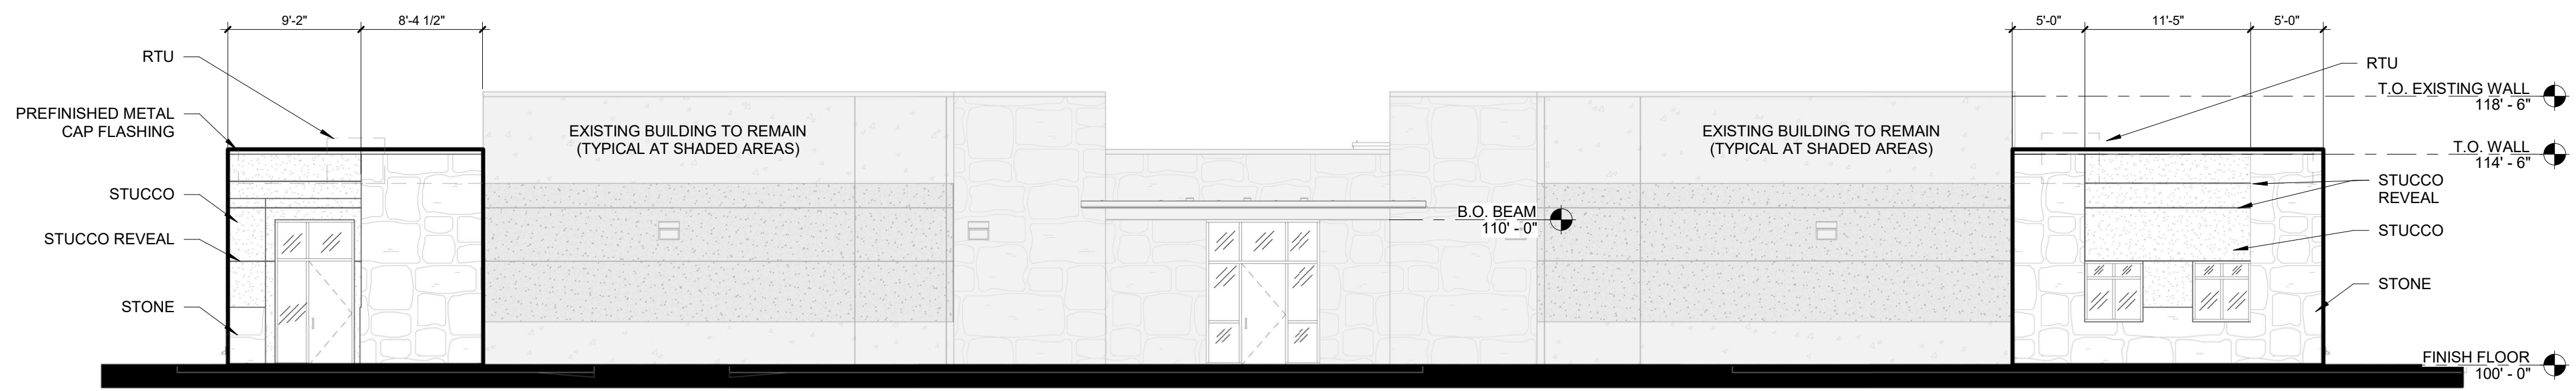 9'-2"
8'-4 1/2"
5'-0"
11'-5"
5'-0"
RTU
PREFINISHED METAL
CAP FLASHING
STUCCO
STUCCO REVEAL
STONE
EXISTING BUILDING TO REMAIN
(TYPICAL AT SHADED AREAS)
B.O. BEAM
110' - 0"
EXISTING BUILDING TO REMAIN
(TYPICAL AT SHADED AREAS)
RTU
T.O. EXISTING WALL
118' - 6"
T.O. WALL
114' - 6"
STUCCO
REVEAL
STUCCO
STONE
FINISH FLOOR
100' - 0"